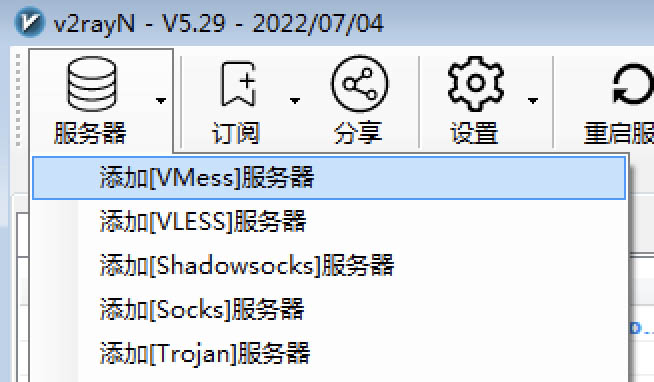 v2rayN - V5.29 - 2022/07/04
服务器 订阅 分享 设置 重启服
添加[VMess]服务器
添加[VLESS]服务器
添加[Shadowsocks]服务器
添加[Socks]服务器
添加[Trojan]服务器